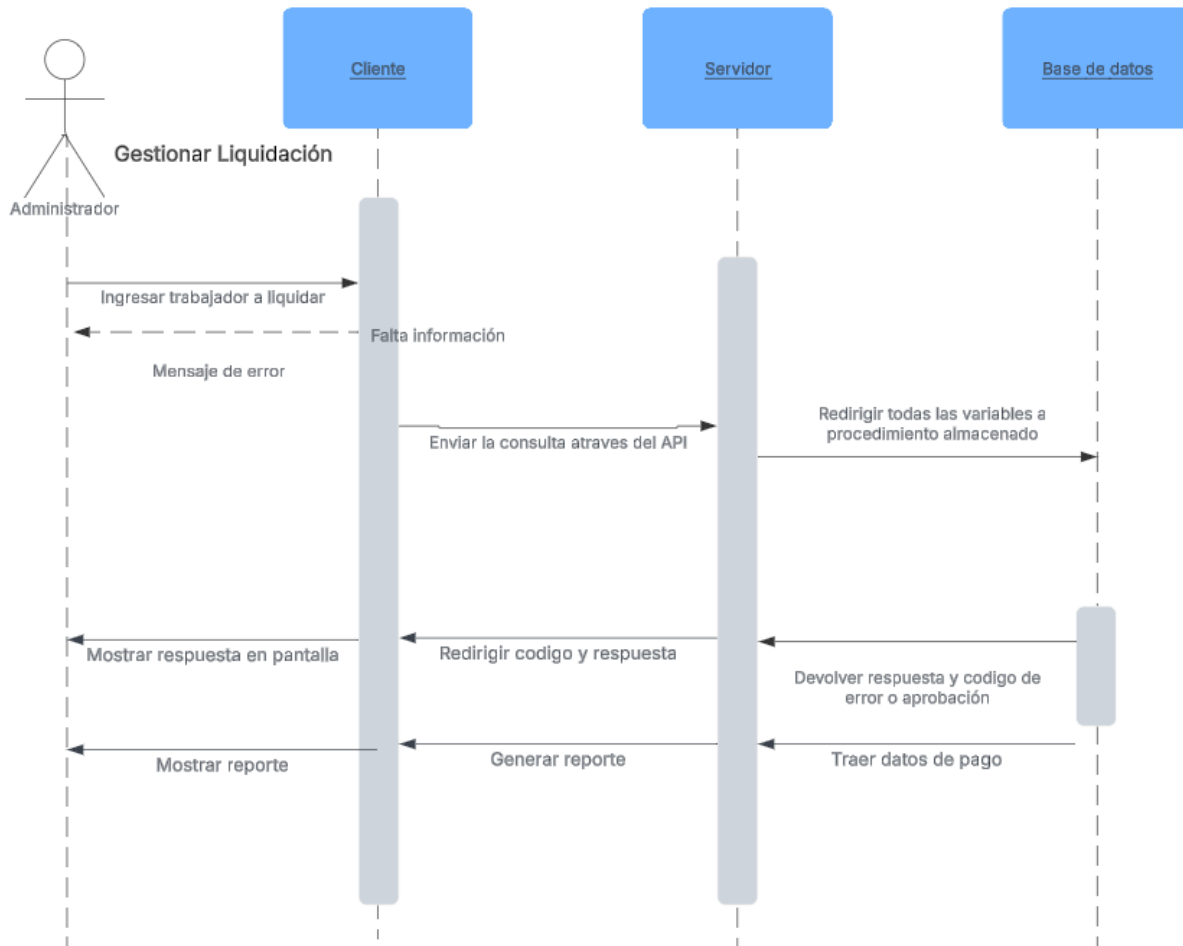 Cliente
Servidor
Base de datos
Gestionar Liquidación
Administrador
Ingresar trabajador a liquidar
Falta información
Mensaje de error
Enviar la consulta atraves del API
Redirigir todas las variables a
procedimiento almacenado
Mostrar respuesta en pantalla
Redirigir codigo y respuesta
Devolver respuesta y codigo de
error o aprobación
Mostrar reporte
Generar reporte
Traer datos de pago